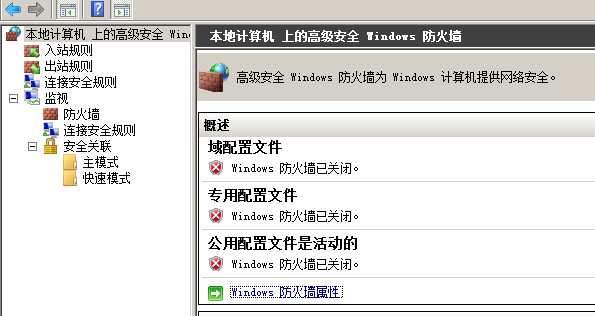 本地计算机 上的高级安全 Win
入站规则
出站规则
连接安全规则
监视
防火墙
连接安全规则
安全关联
主模式
快速模式
本地计算机 上的高级安全 Windows 防火墙
高级安全 Windows 防火墙为 Windows 计算机提供网络安全。
概述
域配置文件
Windows 防火墙已关闭。
专用配置文件
Windows 防火墙已关闭。
公用配置文件是活动的
Windows 防火墙已关闭。
Windows 防火墙属性